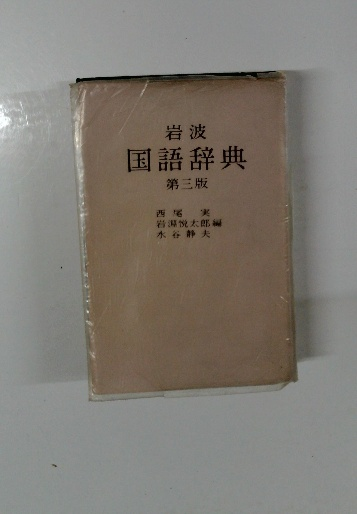 岩波
国語辞典
第三版
西尾 実
岩淵悦太郎編
水谷静夫